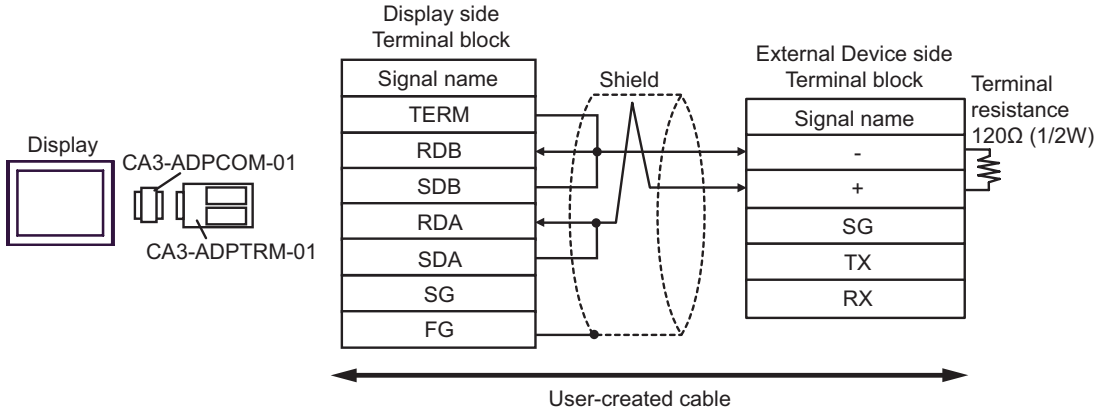 Display side
Terminal block
Signal name
TERM
RDB
SDB
RDA
SDA
SG
FG
Shield
External Device side
Terminal block
Signal name
-
+
SG
TX
RX
Terminal
resistance
120Ω (1/2W)
Display
CA3-ADPCOM-01
CA3-ADPTRM-01
User-created cable